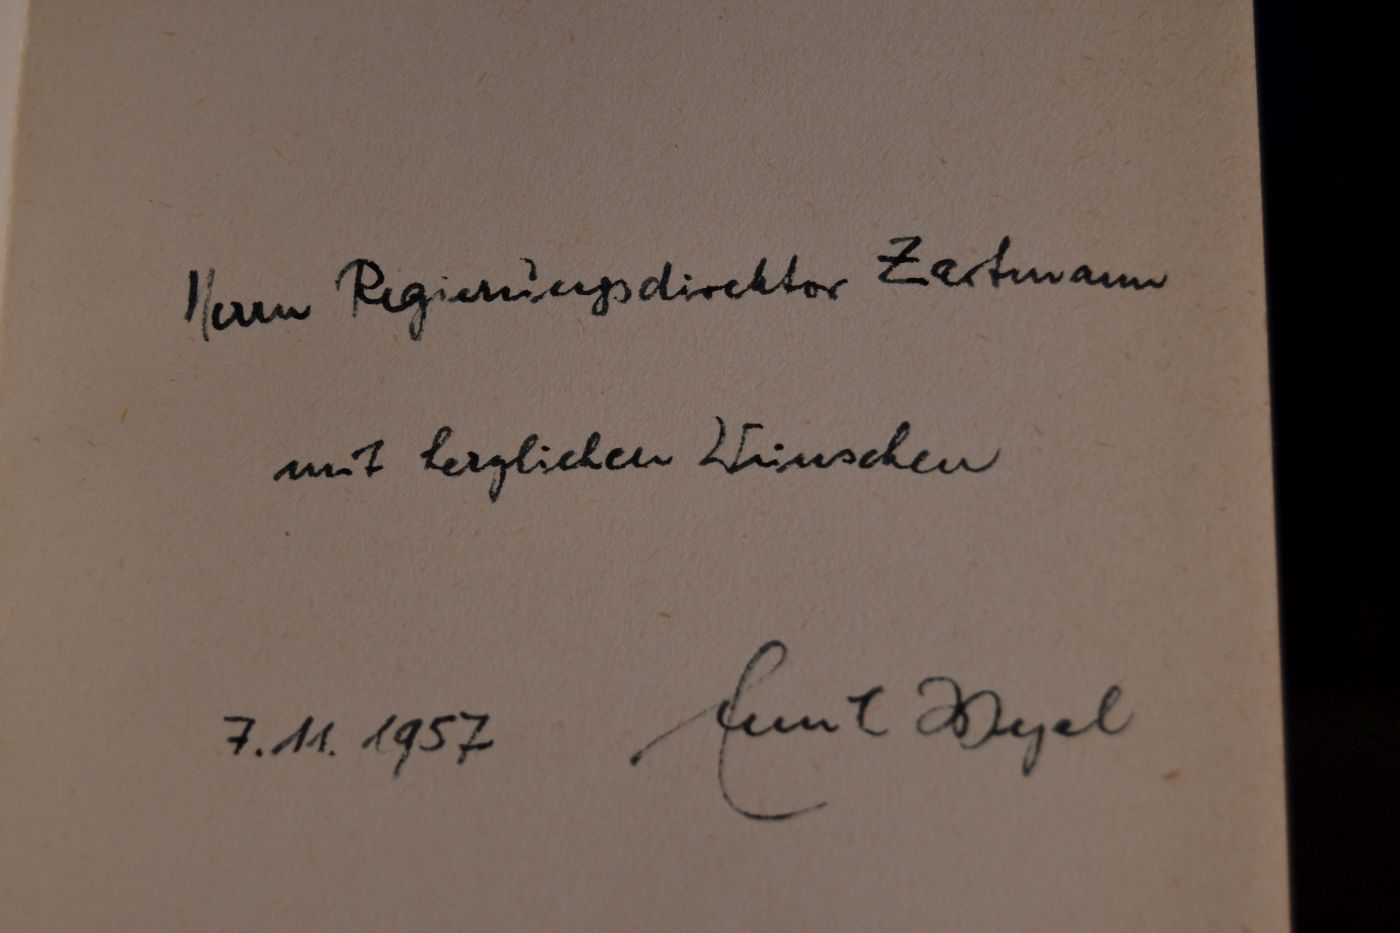 Herrn Regierungsdirektor Zartmann
mit herzlichen Wünschen
7.11.1957